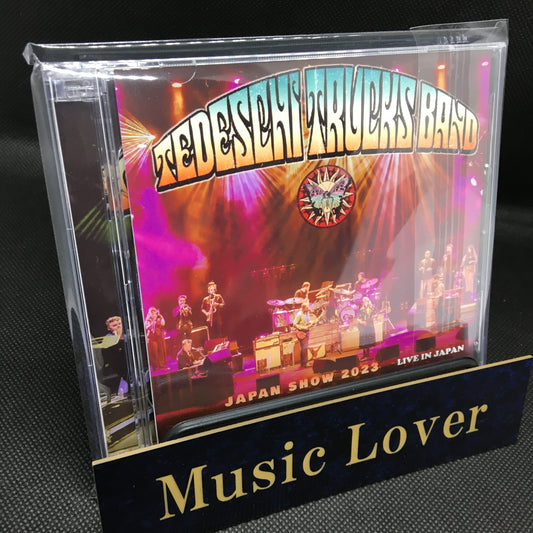 TEDESCHI TRUCKS BAND
JAPAN SHOW 2023
LIVE IN JAPAN
Music Lover